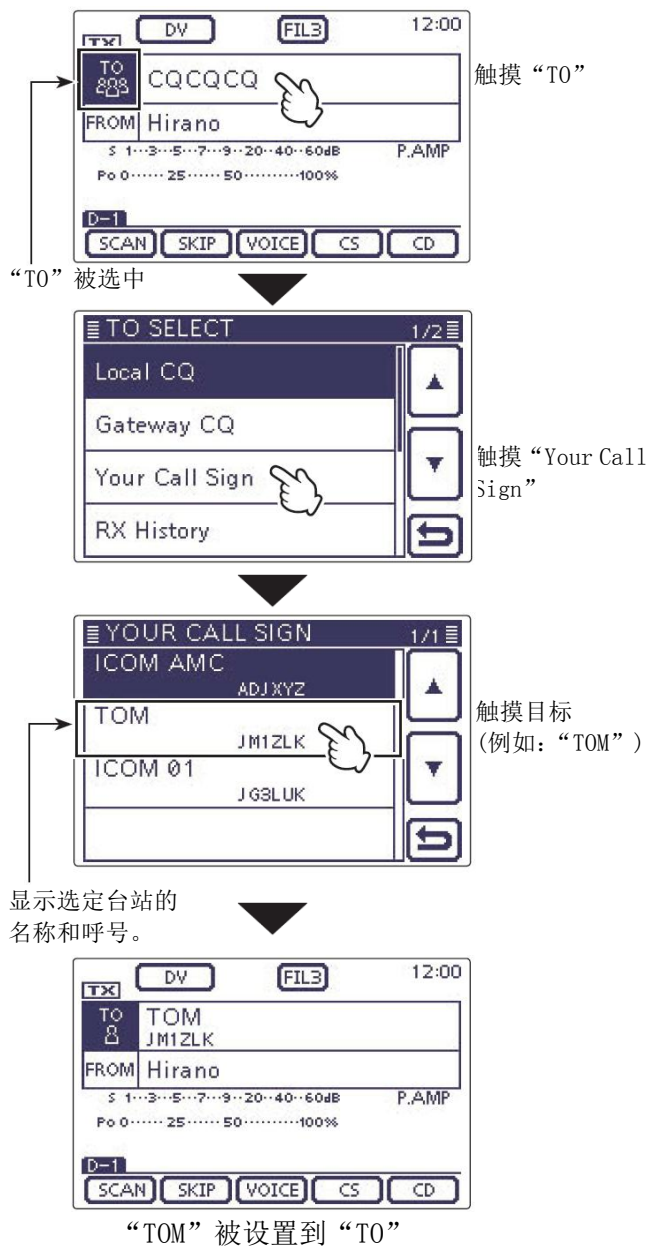 DV FIL3 12:00
TX
TO CQCQCQ 触摸“TO”
FROM Hirano
S 1··3··5··7··9··20··40··60dB P.AMP
Po 0······25······50·········100%
D-1
SCAN SKIP VOICE CS CD
“TO”被选中
TO SELECT 1/2
Local CQ
Gateway CQ
Your Call Sign
触摸“Your Call
Sign”
RX History
YOUR CALL SIGN 1/1
ICOM AMC
ADJXYZ
TOM
JM1ZLK
触摸目标
(例如：“TOM”)
ICOM 01
JG3LUK
显示选定台站的
名称和呼号。
DV FIL3 12:00
TX
TO TOM
JM1ZLK
FROM Hirano
S 1··3··5··7··9··20··40··60dB P.AMP
Po 0······25······50·········100%
D-1
SCAN SKIP VOICE CS CD
“TOM”被设置到“TO”